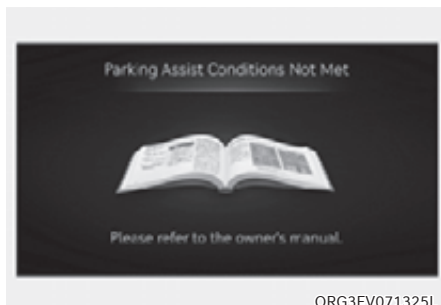 Parking Assist Conditions Not Met
Please refer to the owner's manual.
ORG3EV071325L